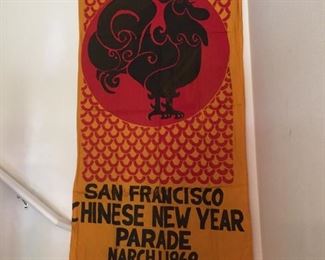 SAN FRANCISCO
CHINESE NEW YEAR
PARADE
MARCH 1 1969